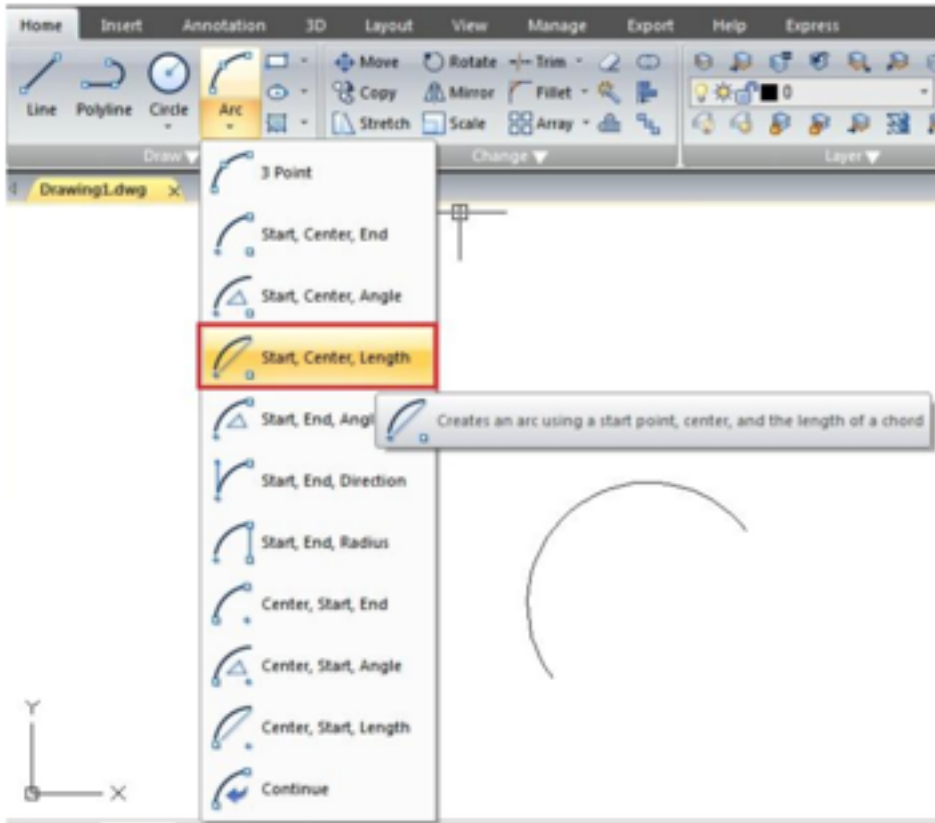 Home Insert Annotation 3D Layout View Manage Export Help Express
Move Rotate Trim
Line Polyline Circle Arc Copy Mirror Fillet 0
Stretch Scale Array
Draw Change Layer
Drawing1.dwg
3 Point
Start, Center, End
Start, Center, Angle
Start, Center, Length
Start, End, Angl
Creates an arc using a start point, center, and the length of a chord
Start, End, Direction
Start, End, Radius
Center, Start, End
Center, Start, Angle
Center, Start, Length
Continue
Y
X